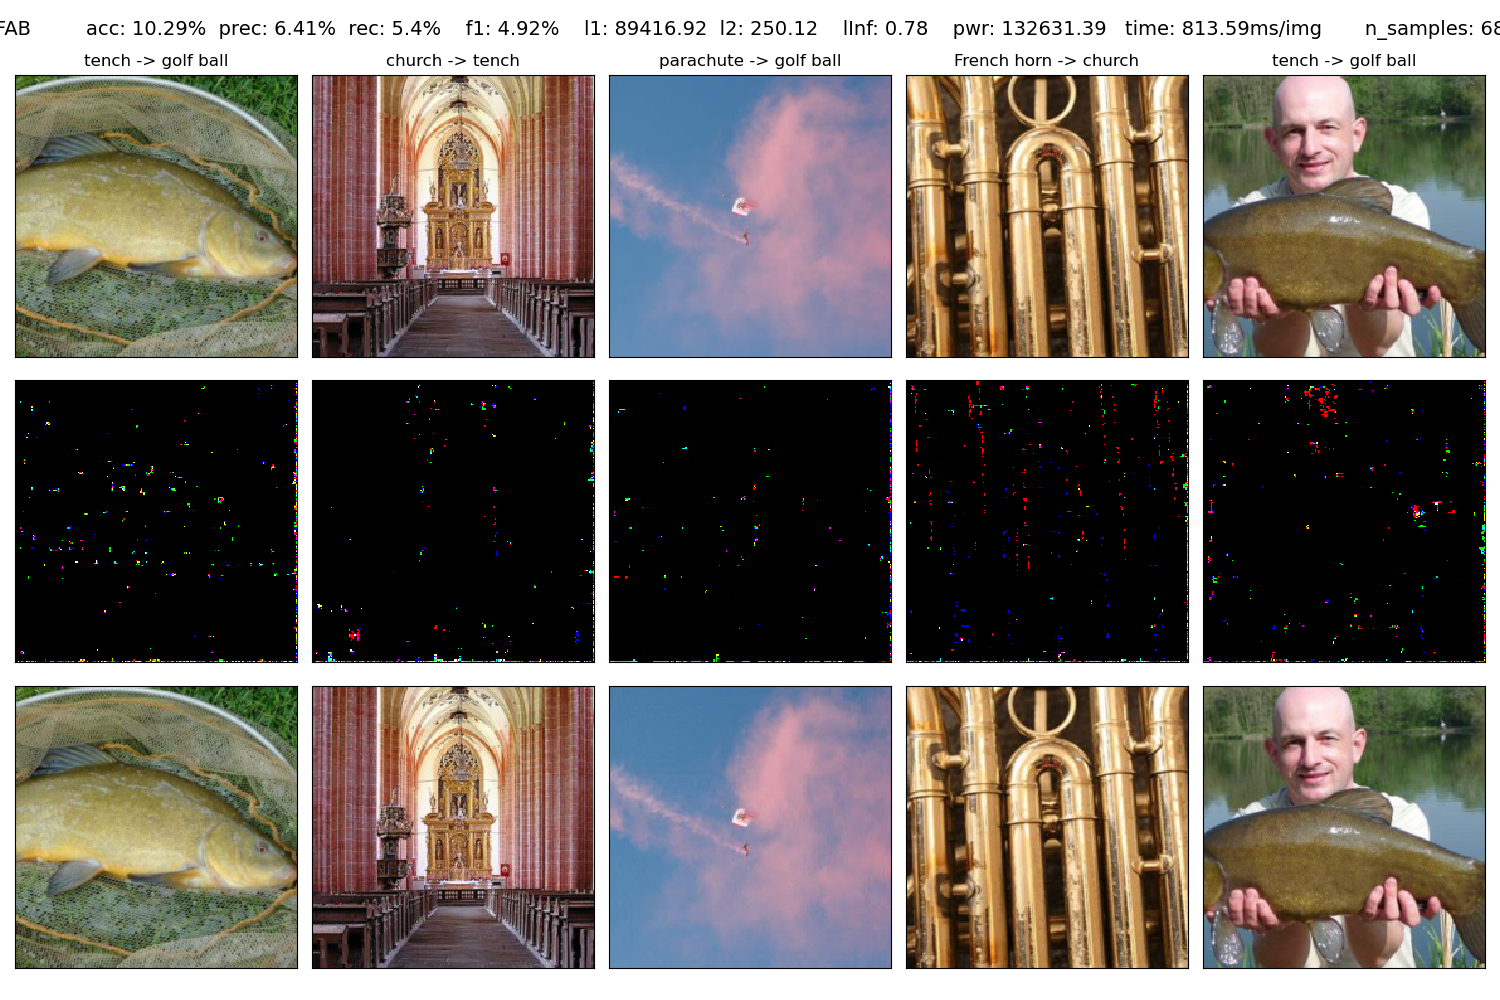 FAB acc: 10.29% prec: 6.41% rec: 5.4% f1: 4.92% l1: 89416.92 l2: 250.12 lInf: 0.78 pwr: 132631.39 time: 813.59ms/img n_samples: 68
tench -> golf ball
church -> tench
parachute -> golf ball
French horn -> church
tench -> golf ball